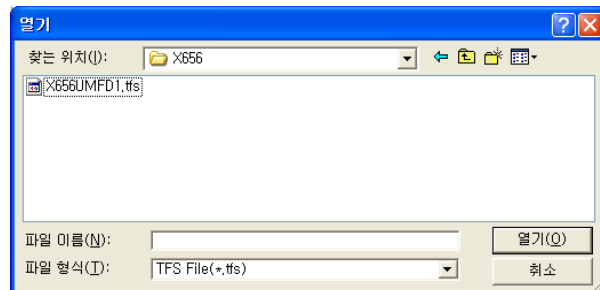 열기
찾는 위치(I): X656
X656UMFD1.tfs
파일 이름(N): 열기(O)
파일 형식(T): TFS File(*.tfs) 취소